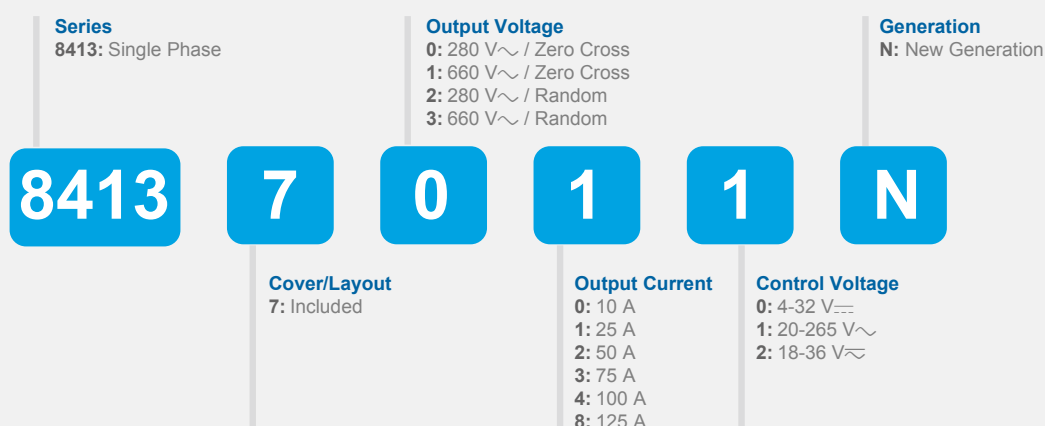 Series
8413: Single Phase
Output Voltage
0: 280 V∿ / Zero Cross
1: 660 V∿ / Zero Cross
2: 280 V∿ / Random
3: 660 V∿ / Random
Generation
N: New Generation
8413 7 0 1 1 N
Cover/Layout
7: Included
Output Current
0: 10 A
1: 25 A
2: 50 A
3: 75 A
4: 100 A
8: 125 A
Control Voltage
0: 4-32 V⎓
1: 20-265 V∿
2: 18-36 V⏦